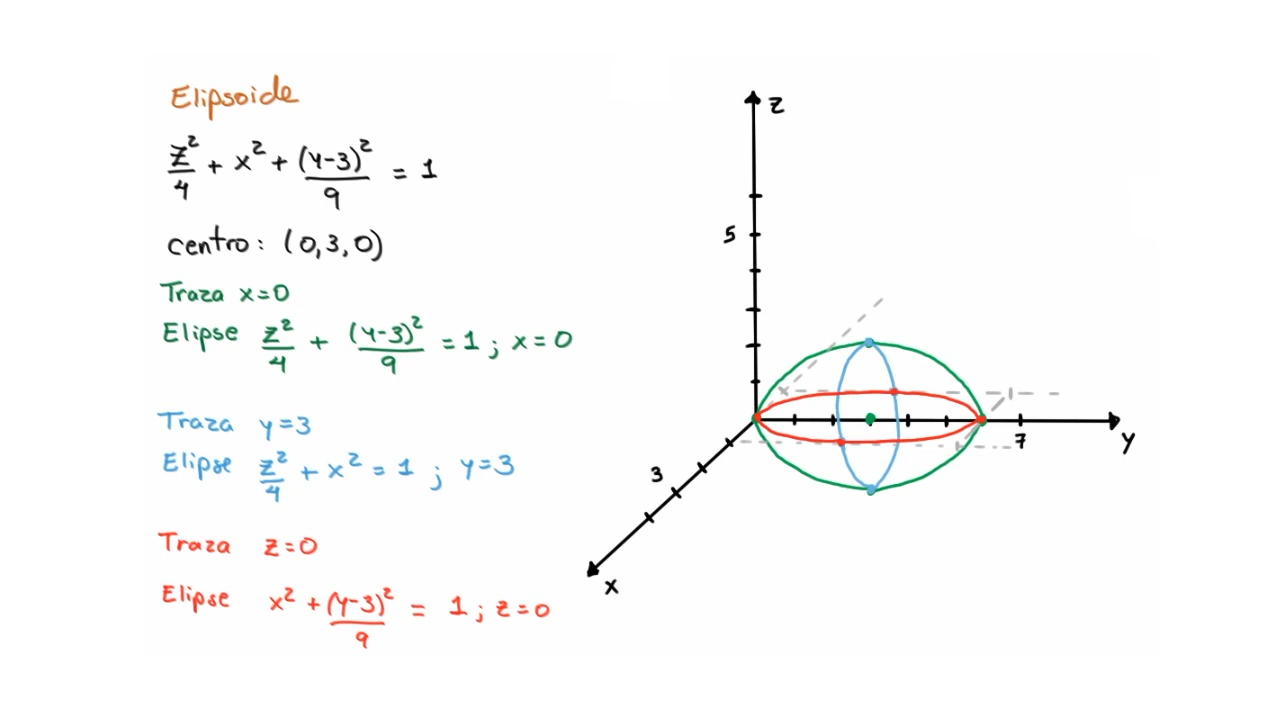 Elipsoide
z²/4 + x² + (y-3)²/9 = 1
centro: (0,3,0)
Traza x=0
Elipse z²/4 + (y-3)²/9 = 1; x=0
Traza y=3
Elipse z²/4 + x² = 1; y=3
Traza z=0
Elipse x² + (y-3)²/9 = 1; z=0
z
5
7
y
3
x